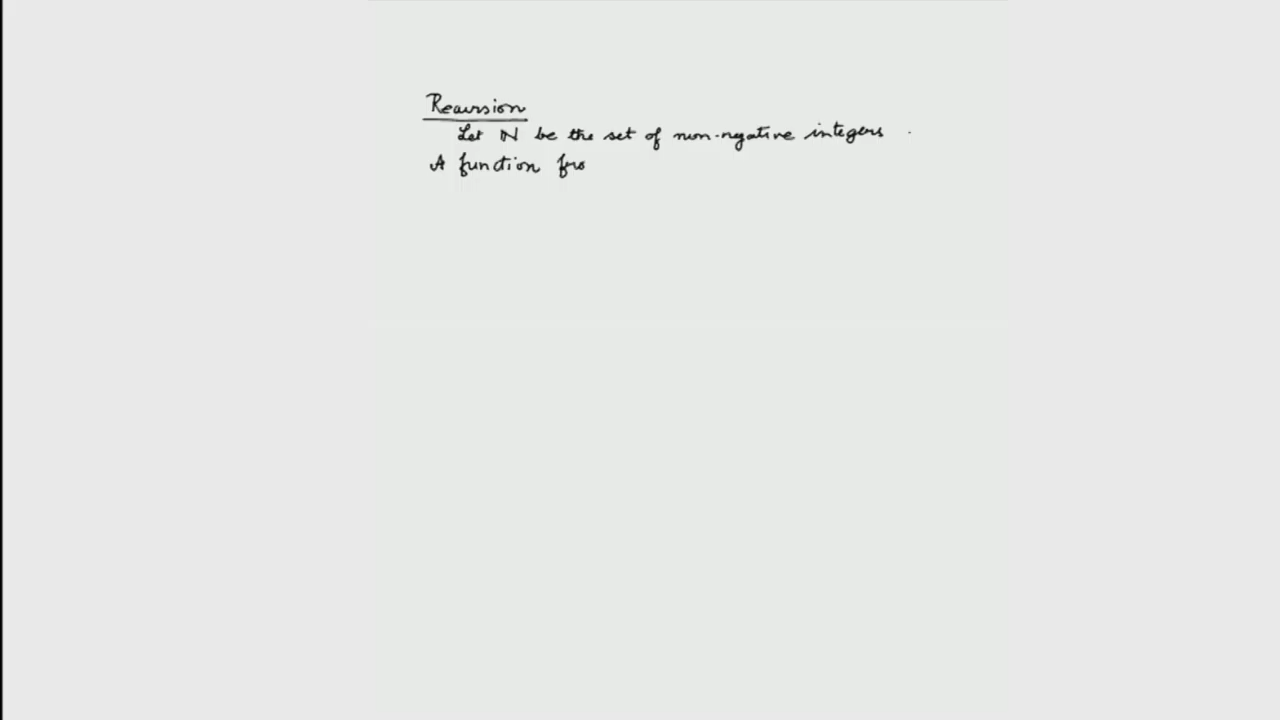 Recursion
Let ℕ be the set of non-negative integers.
A function fro